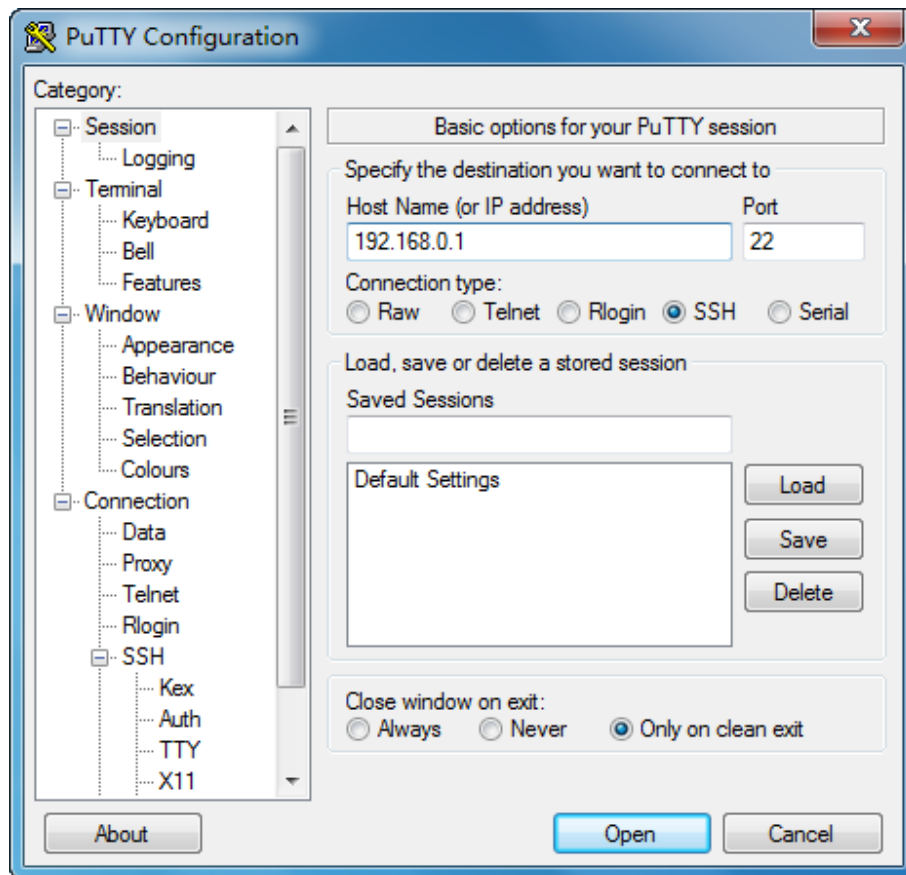 PuTTY Configuration
Category:
Session
Logging
Terminal
Keyboard
Bell
Features
Window
Appearance
Behaviour
Translation
Selection
Colours
Connection
Data
Proxy
Telnet
Rlogin
SSH
Kex
Auth
TTY
X11
Basic options for your PuTTY session
Specify the destination you want to connect to
Host Name (or IP address) Port
192.168.0.1 22
Connection type:
Raw Telnet Rlogin SSH Serial
Load, save or delete a stored session
Saved Sessions
Default Settings
Load
Save
Delete
Close window on exit:
Always Never Only on clean exit
About Open Cancel